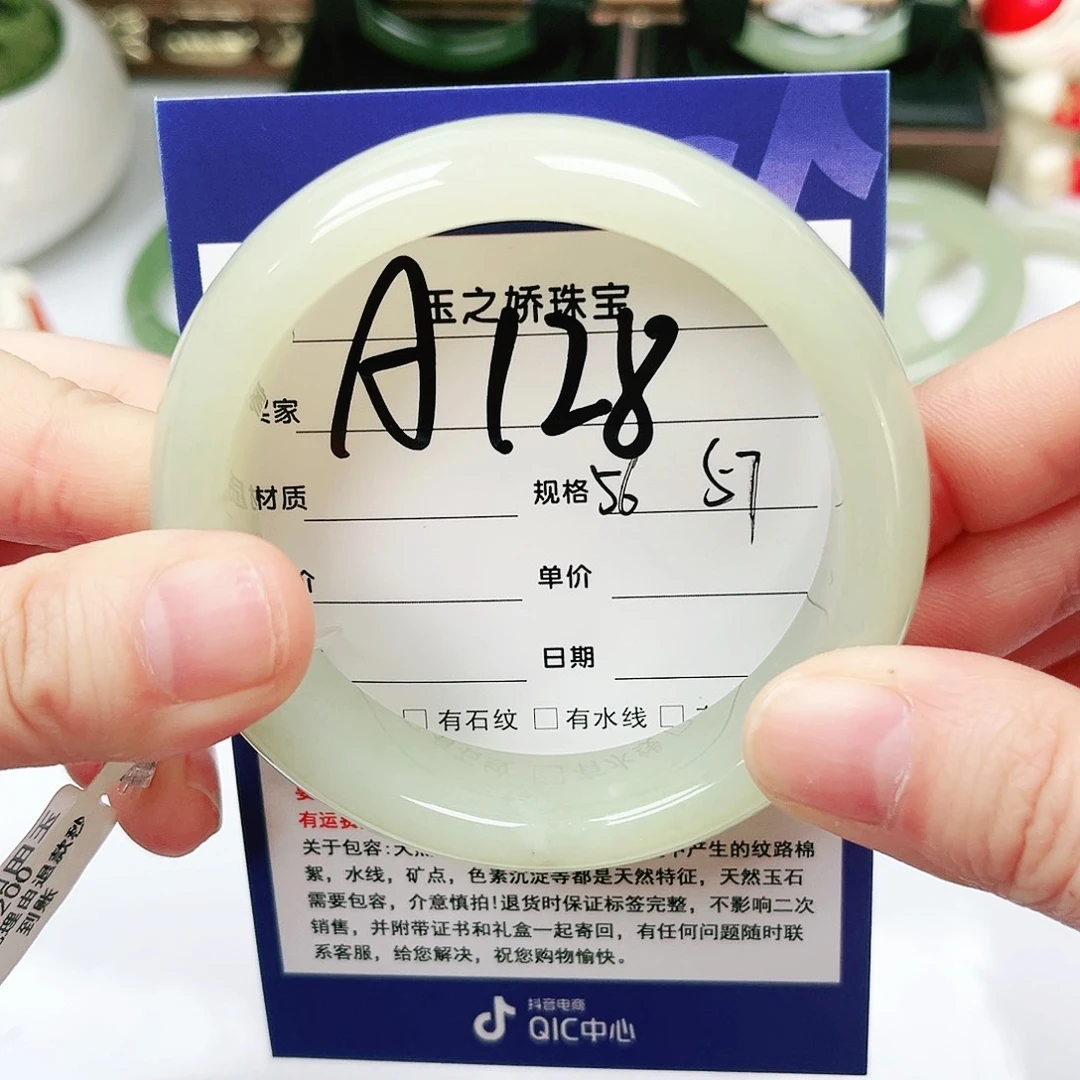 玉之娇珠宝
A128
家
材质 规格 56 57
价 单价
日期
□ 有石纹 □ 有水线 □
有运费
关于包容:天 产生的纹路棉
絮，水线，矿点，色素沉淀等都是天然特征，天然玉石
需要包容，介意慎拍!退货时保证标签完整，不影响二次
销售，并附带证书和礼盒一起寄回，有任何问题随时联
系客服，给您解决，祝您购物愉快。
抖音电商
QIC中心